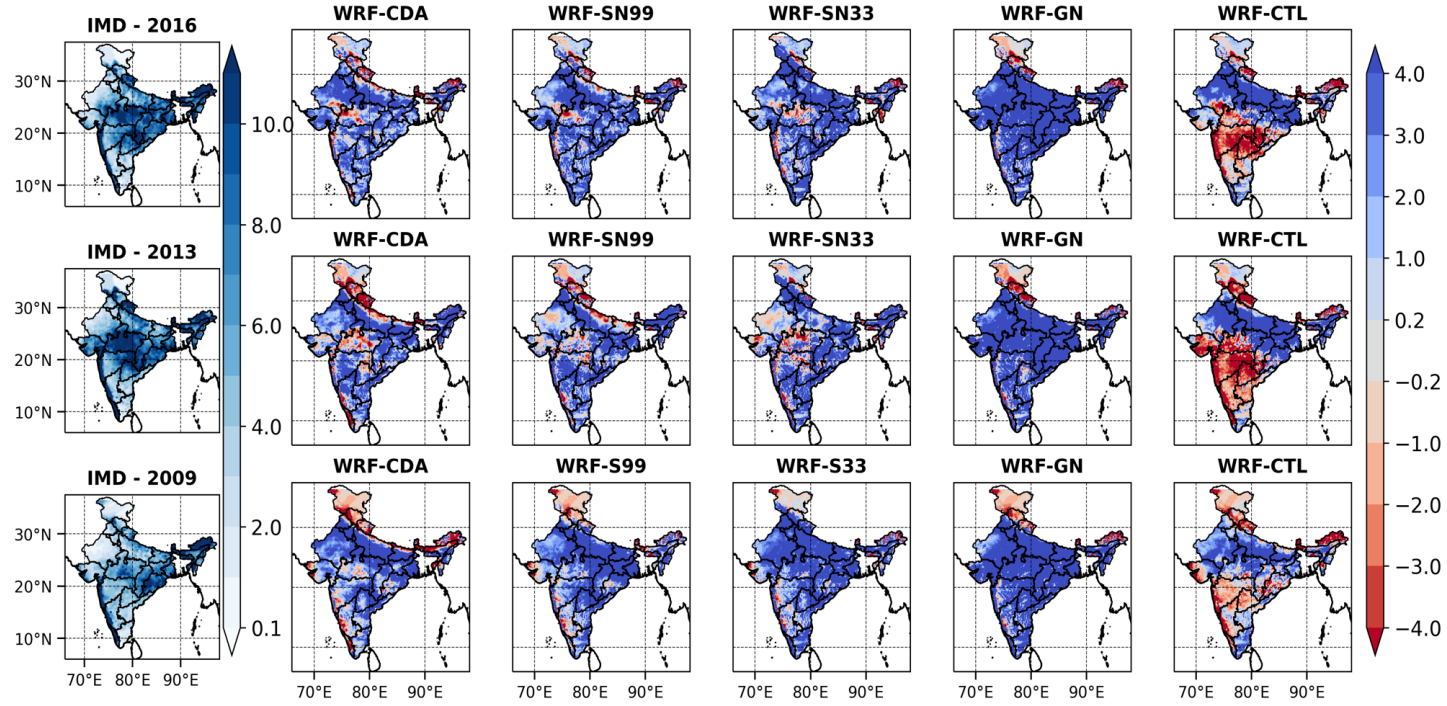 IMD - 2016
WRF-CDA
WRF-SN99
WRF-SN33
WRF-GN
WRF-CTL
30°N
20°N
10°N
IMD - 2013
WRF-CDA
WRF-SN99
WRF-SN33
WRF-GN
WRF-CTL
30°N
20°N
10°N
IMD - 2009
WRF-CDA
WRF-S99
WRF-S33
WRF-GN
WRF-CTL
30°N
20°N
10°N
70°E 80°E 90°E
70°E 80°E 90°E
70°E 80°E 90°E
70°E 80°E 90°E
70°E 80°E 90°E
70°E 80°E 90°E
10.0
8.0
6.0
4.0
2.0
0.1
4.0
3.0
2.0
1.0
0.2
−0.2
−1.0
−2.0
−3.0
−4.0